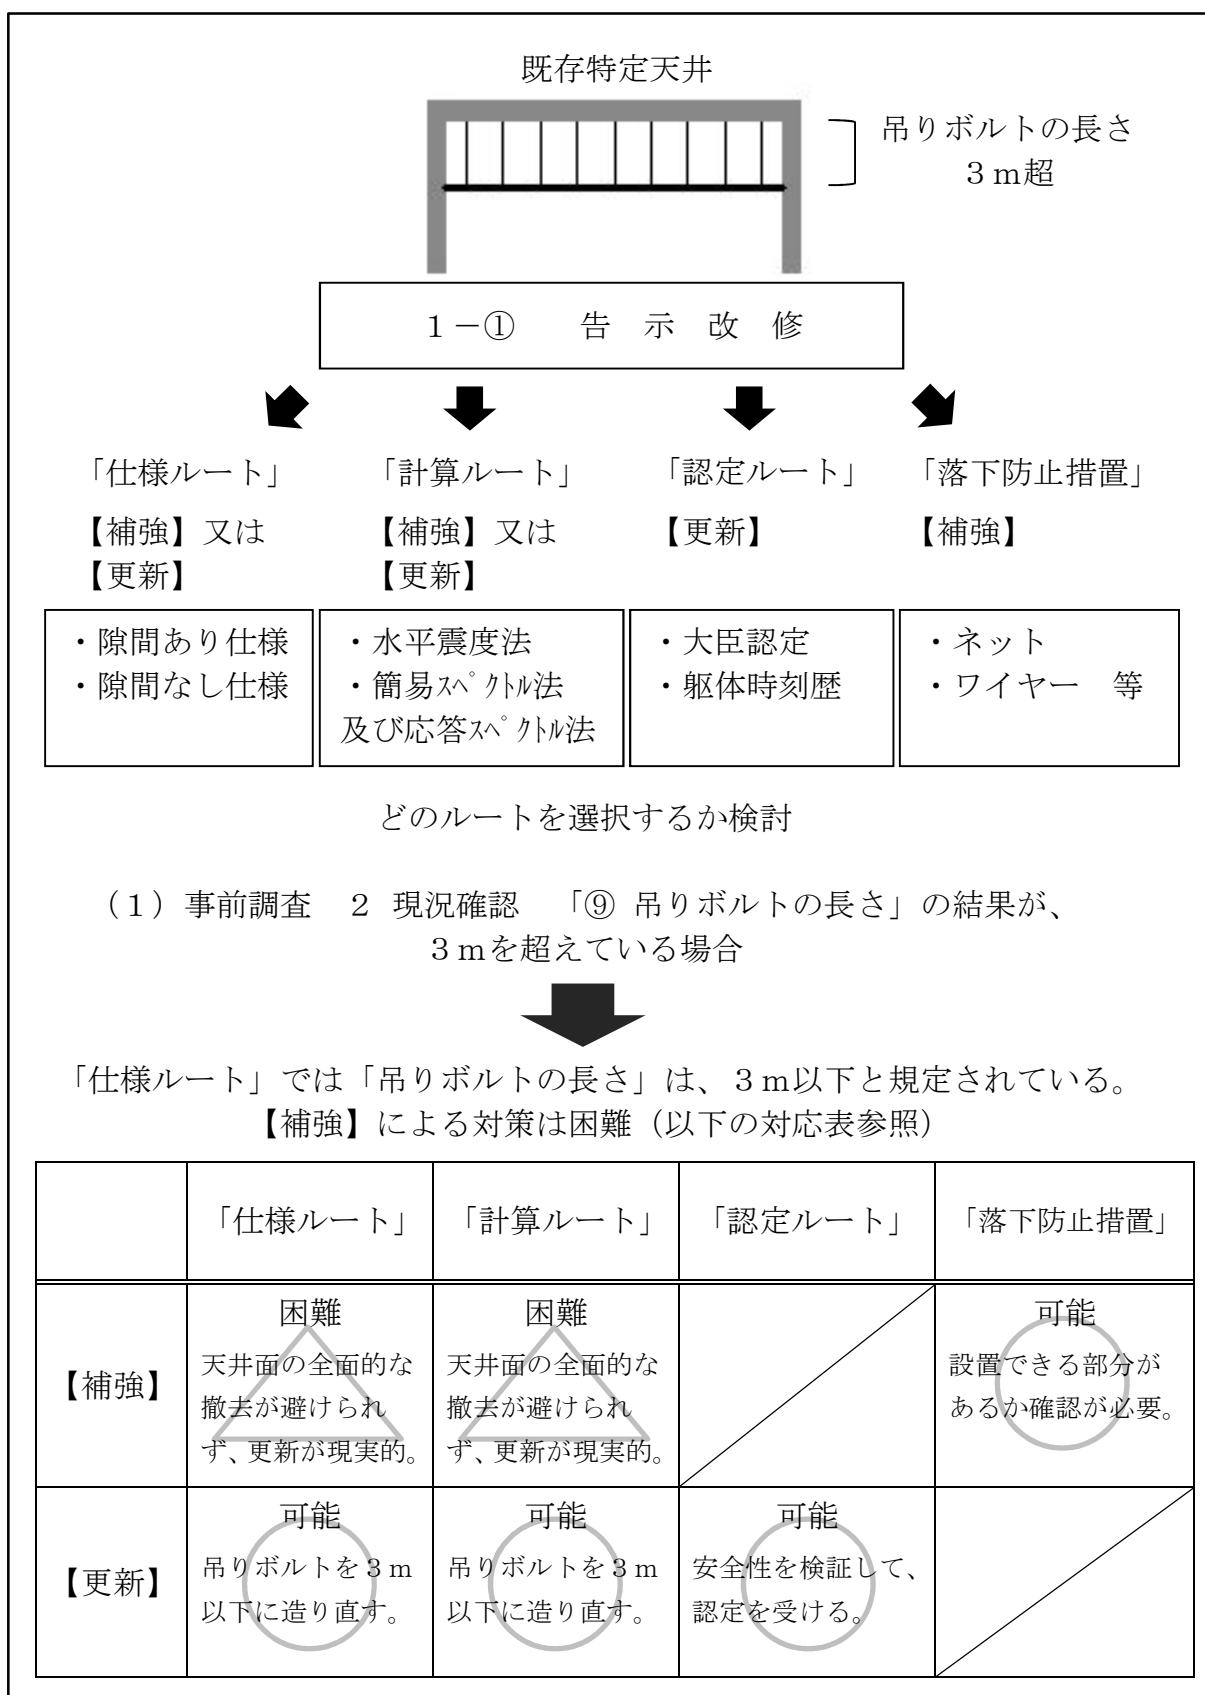 既存特定天井
吊りボルトの長さ
３ｍ超
１－① 告 示 改 修
「仕様ルート」 「計算ルート」 「認定ルート」 「落下防止措置」
【補強】又は 【補強】又は 【更新】 【補強】
【更新】 【更新】
・隙間あり仕様
・隙間なし仕様
・水平震度法
・簡易ｽﾍﾟｸﾄﾙ法
及び応答ｽﾍﾟｸﾄﾙ法
・大臣認定
・躯体時刻歴
・ネット
・ワイヤー 等
どのルートを選択するか検討
（１）事前調査 ２ 現況確認 「⑨ 吊りボルトの長さ」の結果が、
３ｍを超えている場合
「仕様ルート」では「吊りボルトの長さ」は、３ｍ以下と規定されている。
【補強】による対策は困難（以下の対応表参照）
「仕様ルート」 「計算ルート」 「認定ルート」 「落下防止措置」
【補強】
困難
天井面の全面的な
撤去が避けられ
ず、更新が現実的。
困難
天井面の全面的な
撤去が避けられ
ず、更新が現実的。
可能
設置できる部分が
あるか確認が必要。
【更新】
可能
吊りボルトを３ｍ
以下に造り直す。
可能
吊りボルトを３ｍ
以下に造り直す。
可能
安全性を検証して、
認定を受ける。